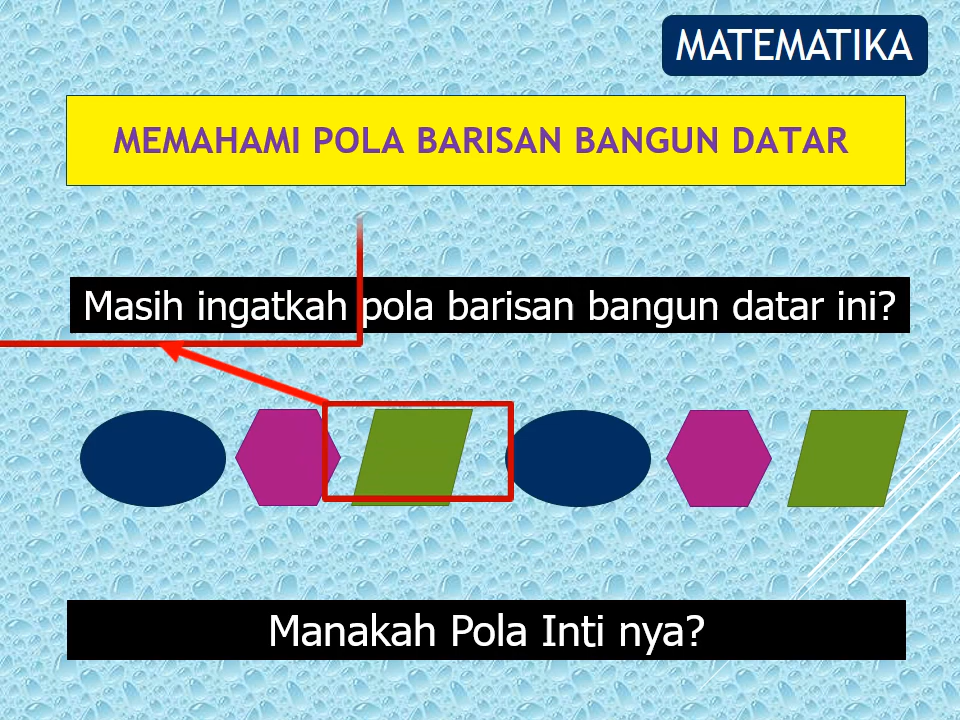 MATEMATIKA
MEMAHAMI POLA BARISAN BANGUN DATAR
Masih ingatkah pola barisan bangun datar ini?
Manakah Pola Inti nya?